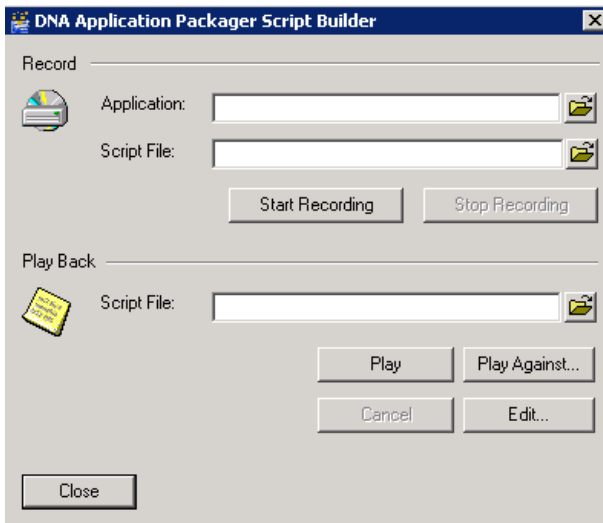 DNA Application Packager Script Builder
Record
Application:
Script File:
Start Recording Stop Recording
Play Back
Script File:
Play Play Against...
Cancel Edit...
Close